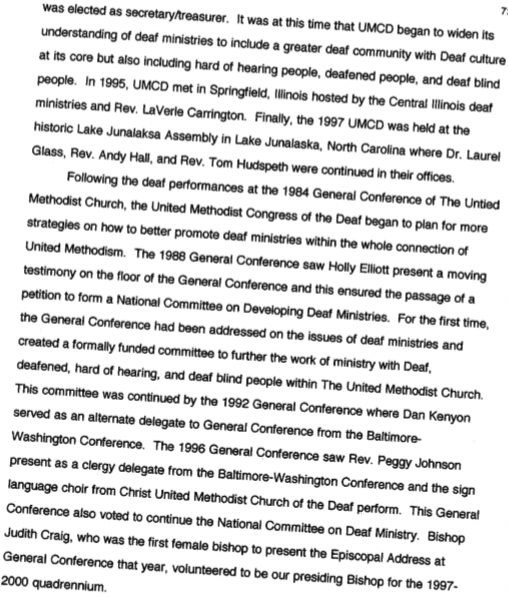 was elected as secretary/treasurer. It was at this time that UMCD began to widen its
understanding of deaf ministries to include a greater deaf community with Deaf culture
at its core but also including hard of hearing people, deafened people, and deaf blind
people. In 1995, UMCD met in Springfield, Illinois hosted by the Central Illinois deaf
ministries and Rev. LaVerle Carrington. Finally, the 1997 UMCD was held at the
historic Lake Junalaksa Assembly in Lake Junalaska, North Carolina where Dr. Laurel
Glass, Rev. Andy Hall, and Rev. Tom Hudspeth were continued in their offices.
Following the deaf performances at the 1984 General Conference of The Untied
Methodist Church, the United Methodist Congress of the Deaf began to plan for more
strategies on how to better promote deaf ministries within the whole connection of
United Methodism. The 1988 General Conference saw Holly Elliott present a moving
testimony on the floor of the General Conference and this ensured the passage of a
petition to form a National Committee on Developing Deaf Ministries. For the first time,
the General Conference had been addressed on the issues of deaf ministries and
created a formally funded committee to further the work of ministry with Deaf,
deafened, hard of hearing, and deaf blind people within The United Methodist Church.
This committee was continued by the 1992 General Conference where Dan Kenyon
served as an alternate delegate to General Conference from the Baltimore-
Washington Conference. The 1996 General Conference saw Rev. Peggy Johnson
present as a clergy delegate from the Baltimore-Washington Conference and the sign
language choir from Christ United Methodist Church of the Deaf perform. This General
Conference also voted to continue the National Committee on Deaf Ministry. Bishop
Judith Craig, who was the first female bishop to present the Episcopal Address at
General Conference that year, volunteered to be our presiding Bishop for the 1997-
2000 quadrennium.